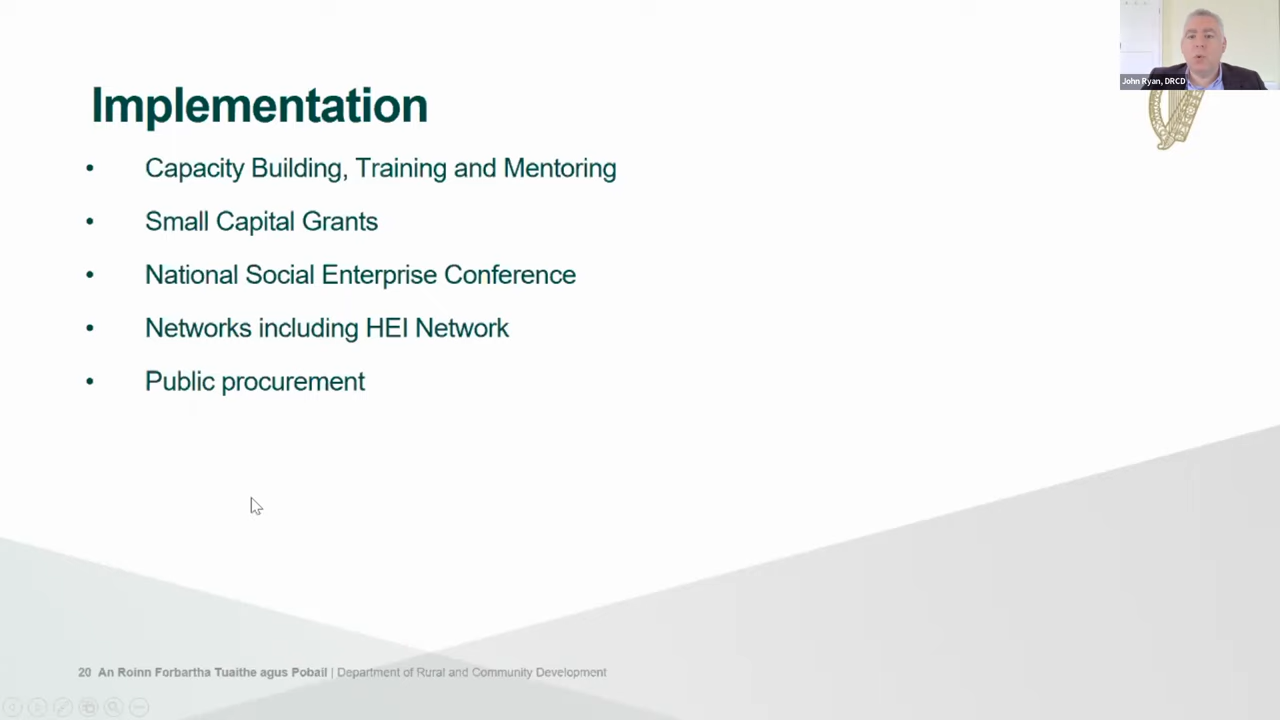 John Ryan, DRCD
Implementation
• Capacity Building, Training and Mentoring
• Small Capital Grants
• National Social Enterprise Conference
• Networks including HEI Network
• Public procurement
20 An Roinn Forbartha Tuaithe agus Pobail | Department of Rural and Community Development